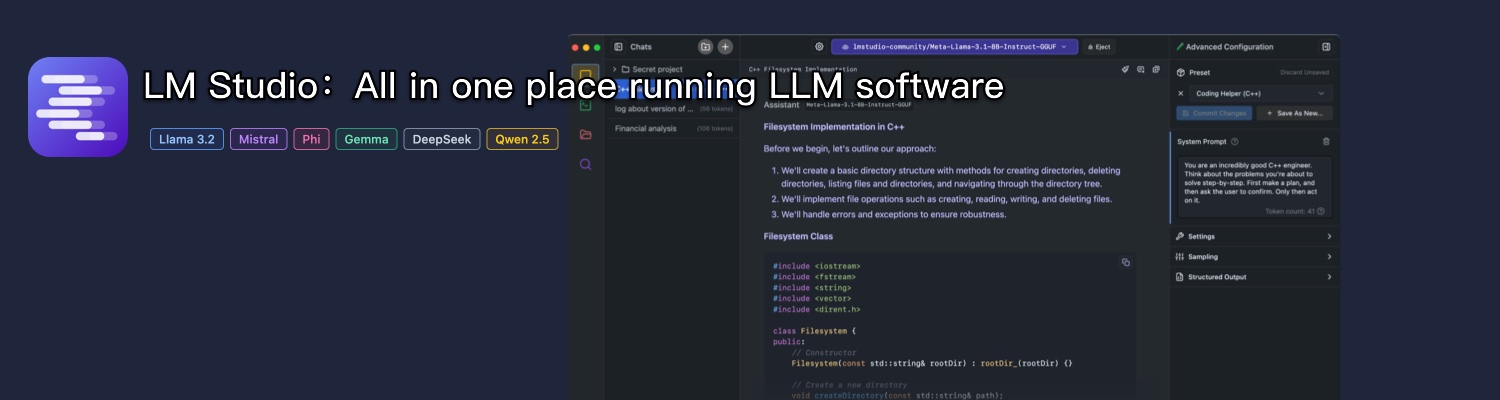 LM Studio：All in one place running LLM software
Llama 3.2
Mistral
Phi
Gemma
DeepSeek
Qwen 2.5
Chats
Secret project
log about version of ... (58 tokens)
Financial analysis (106 tokens)
lmstudio-community/Meta-Llama-3.1-8B-Instruct-GGUF
Eject
C++ Filesystem Implementation
Assistant Meta-Llama-3.1-8B-Instruct-GGUF
Filesystem Implementation in C++
Before we begin, let's outline our approach:
1. We'll create a basic directory structure with methods for creating directories, deleting
directories, listing files and directories, and navigating through the directory tree.
2. We'll implement file operations such as creating, reading, writing, and deleting files.
3. We'll handle errors and exceptions to ensure robustness.
Filesystem Class
#include <iostream>
#include <fstream>
#include <string>
#include <vector>
#include <dirent.h>
class Filesystem {
public:
// Constructor
Filesystem(const std::string& rootDir) : rootDir_(rootDir) {}
// Create a new directory
void createDirectory(const std::string& path);
Advanced Configuration
Preset
Discard Unsaved
Coding Helper (C++)
Commit Changes
+ Save As New...
System Prompt
You are an incredibly good C++ engineer.
Think about the problems you're about to
solve step-by-step. First make a plan, and
then ask the user to confirm. Only then act
on it.
Token count: 41
Settings
Sampling
Structured Output